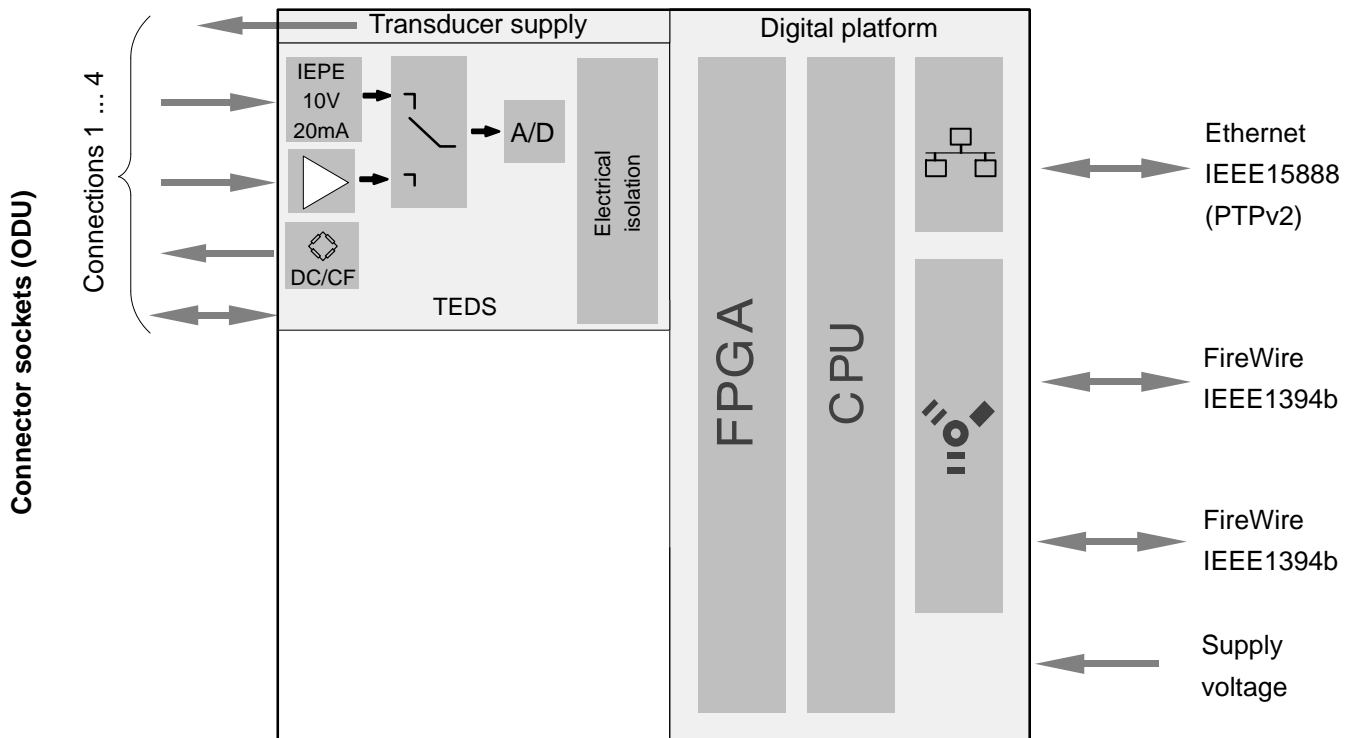 Transducer supply
Digital platform
Connector sockets (ODU)
Connections 1 ... 4
IEPE
10V
20mA
A/D
DC/CF
TEDS
Electrical
isolation
FPGA
CPU
Ethernet
IEEE15888
(PTPv2)
FireWire
IEEE1394b
FireWire
IEEE1394b
Supply
voltage